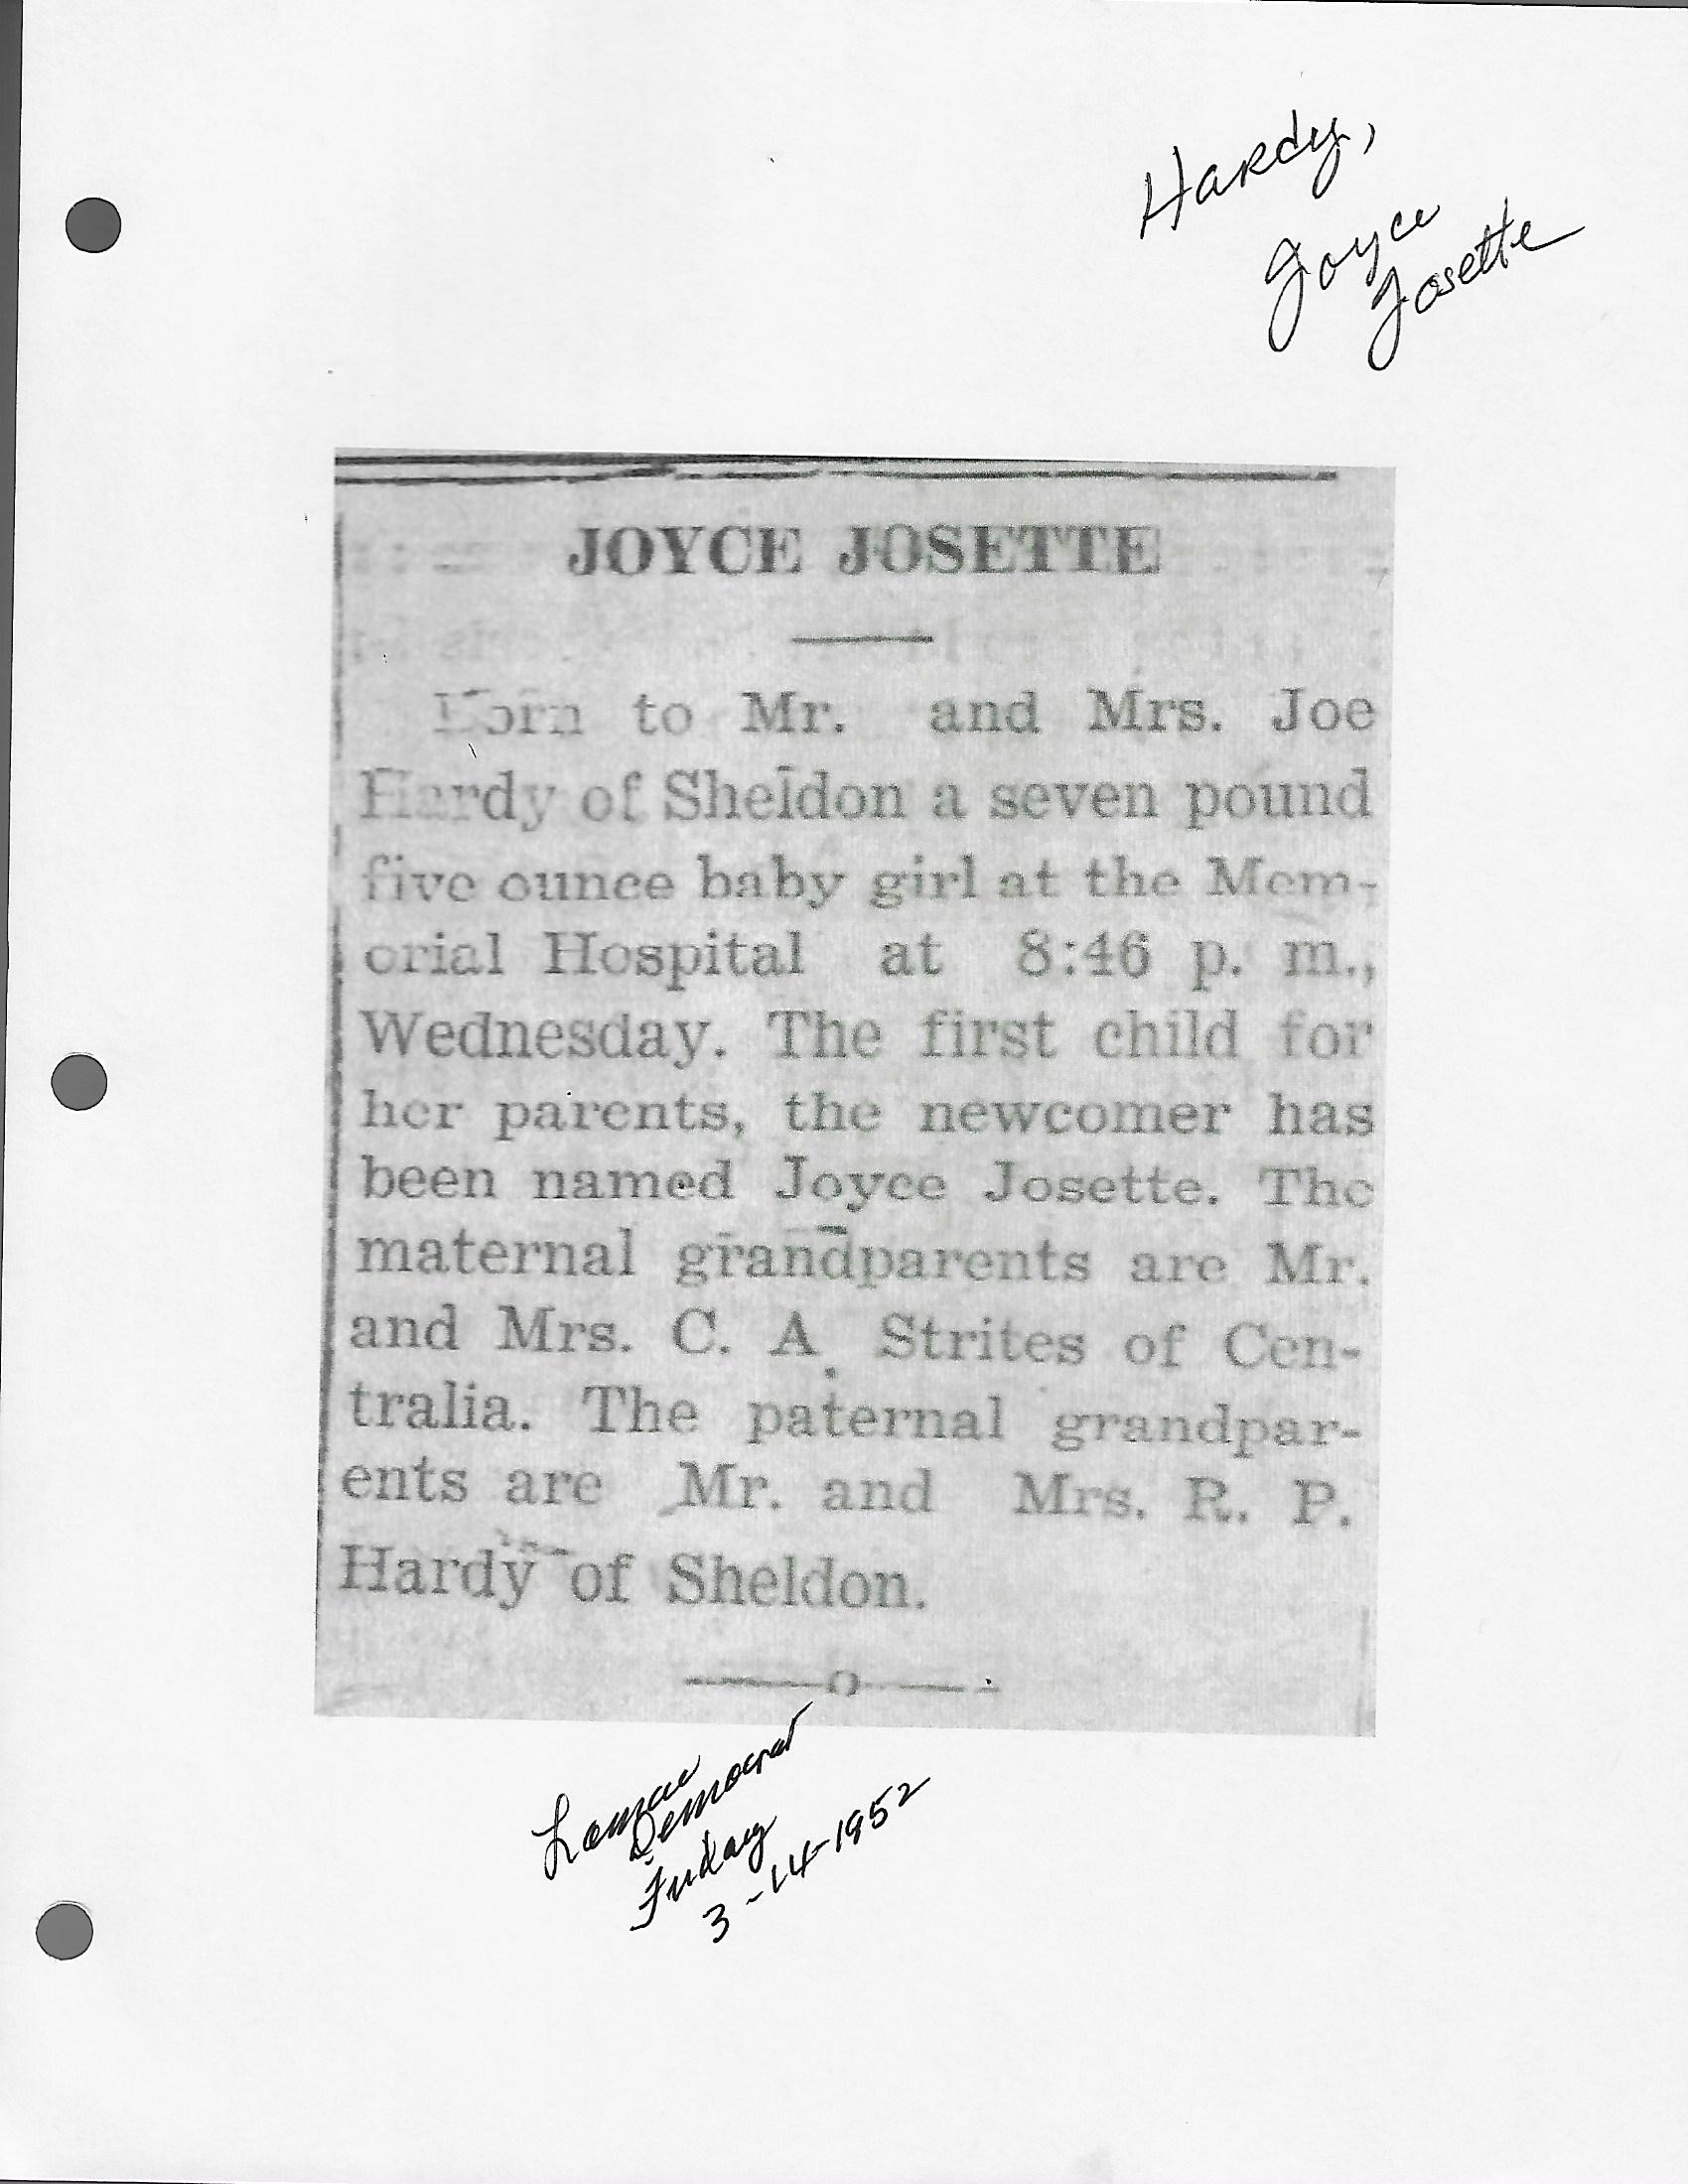 Hardy,
Joyce
Josette
JOYCE JOSETTE
Born to Mr. and Mrs. Joe
Hardy of Sheldon a seven pound
five ounce baby girl at the Mem-
orial Hospital at 8:46 p. m.,
Wednesday. The first child for
her parents, the newcomer has
been named Joyce Josette. The
maternal grandparents are Mr.
and Mrs. C. A. Strites of Cen-
tralia. The paternal grandpar-
ents are Mr. and Mrs. R. P.
Hardy of Sheldon.
Lamar
Democrat
Friday
3-14-1952